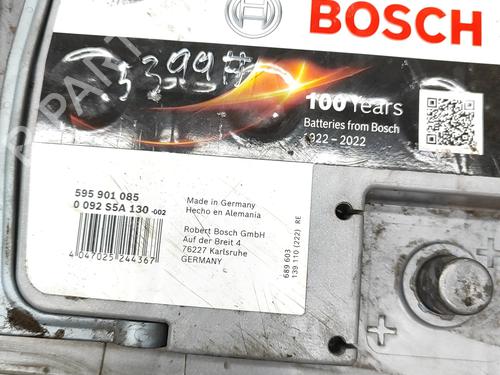 BOSCH
3399#
100 Years
Batteries from Bosch
1922 – 2022
595 901 085
0 092 S5A 130 -002
4 047025 244367
Made in Germany
Hecho en Alemania
Robert Bosch GmbH
Auf der Breit 4
76227 Karlsruhe
GERMANY
689 603
139 110 (222) RE
+